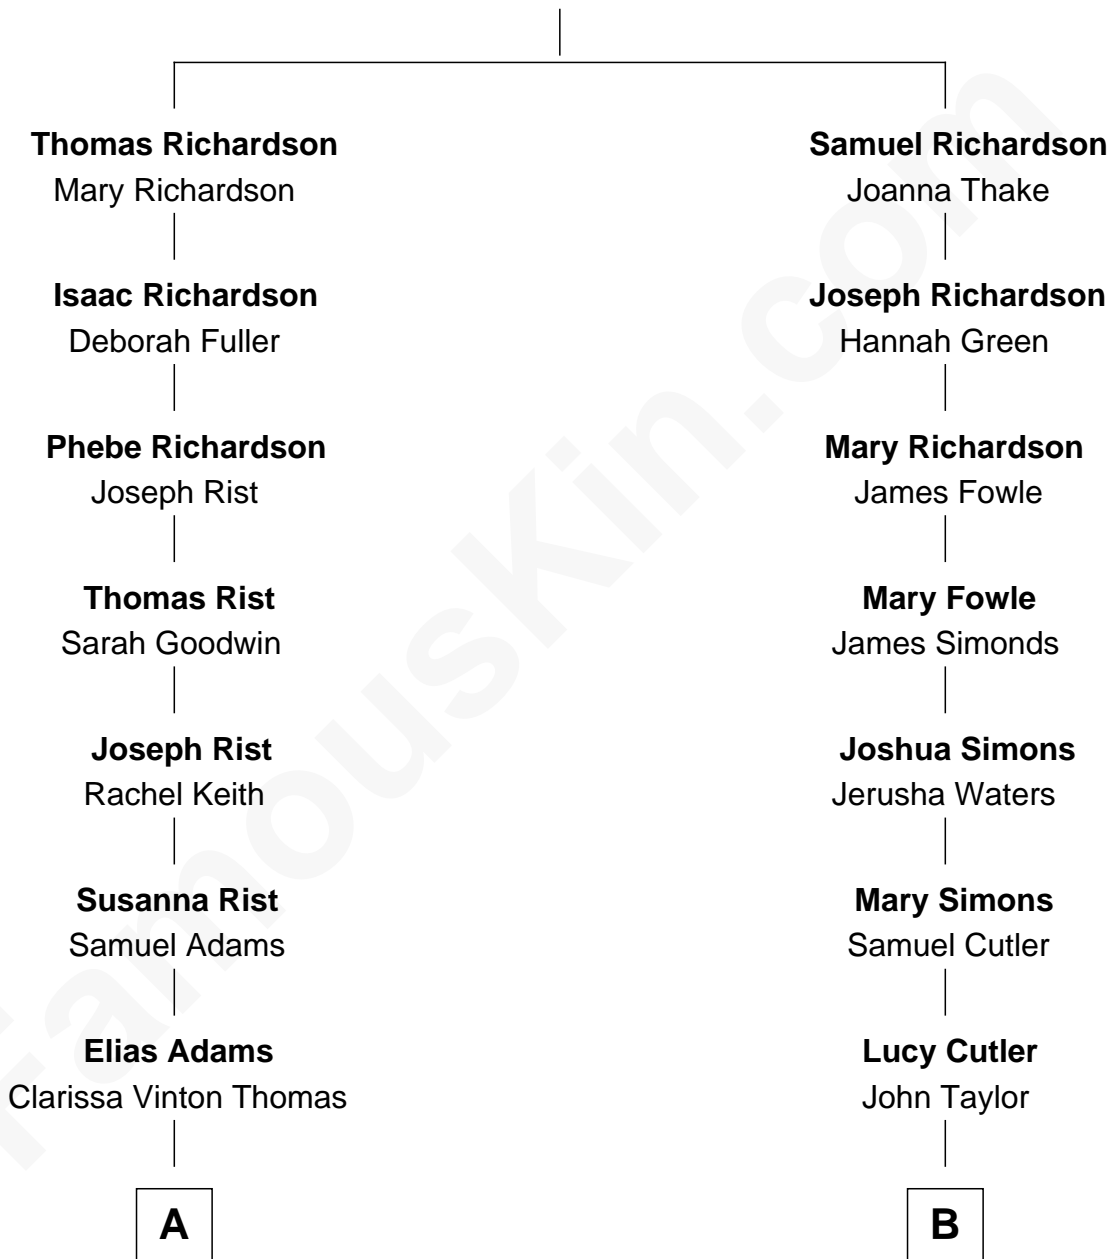 Thomas Richardson
Mary Richardson
Isaac Richardson
Deborah Fuller
Phebe Richardson
Joseph Rist
Thomas Rist
Sarah Goodwin
Joseph Rist
Rachel Keith
Susanna Rist
Samuel Adams
Elias Adams
Clarissa Vinton Thomas
A
Samuel Richardson
Joanna Thake
Joseph Richardson
Hannah Green
Mary Richardson
James Fowle
Mary Fowle
James Simonds
Joshua Simons
Jerusha Waters
Mary Simons
Samuel Cutler
Lucy Cutler
John Taylor
B
FamousKin.com